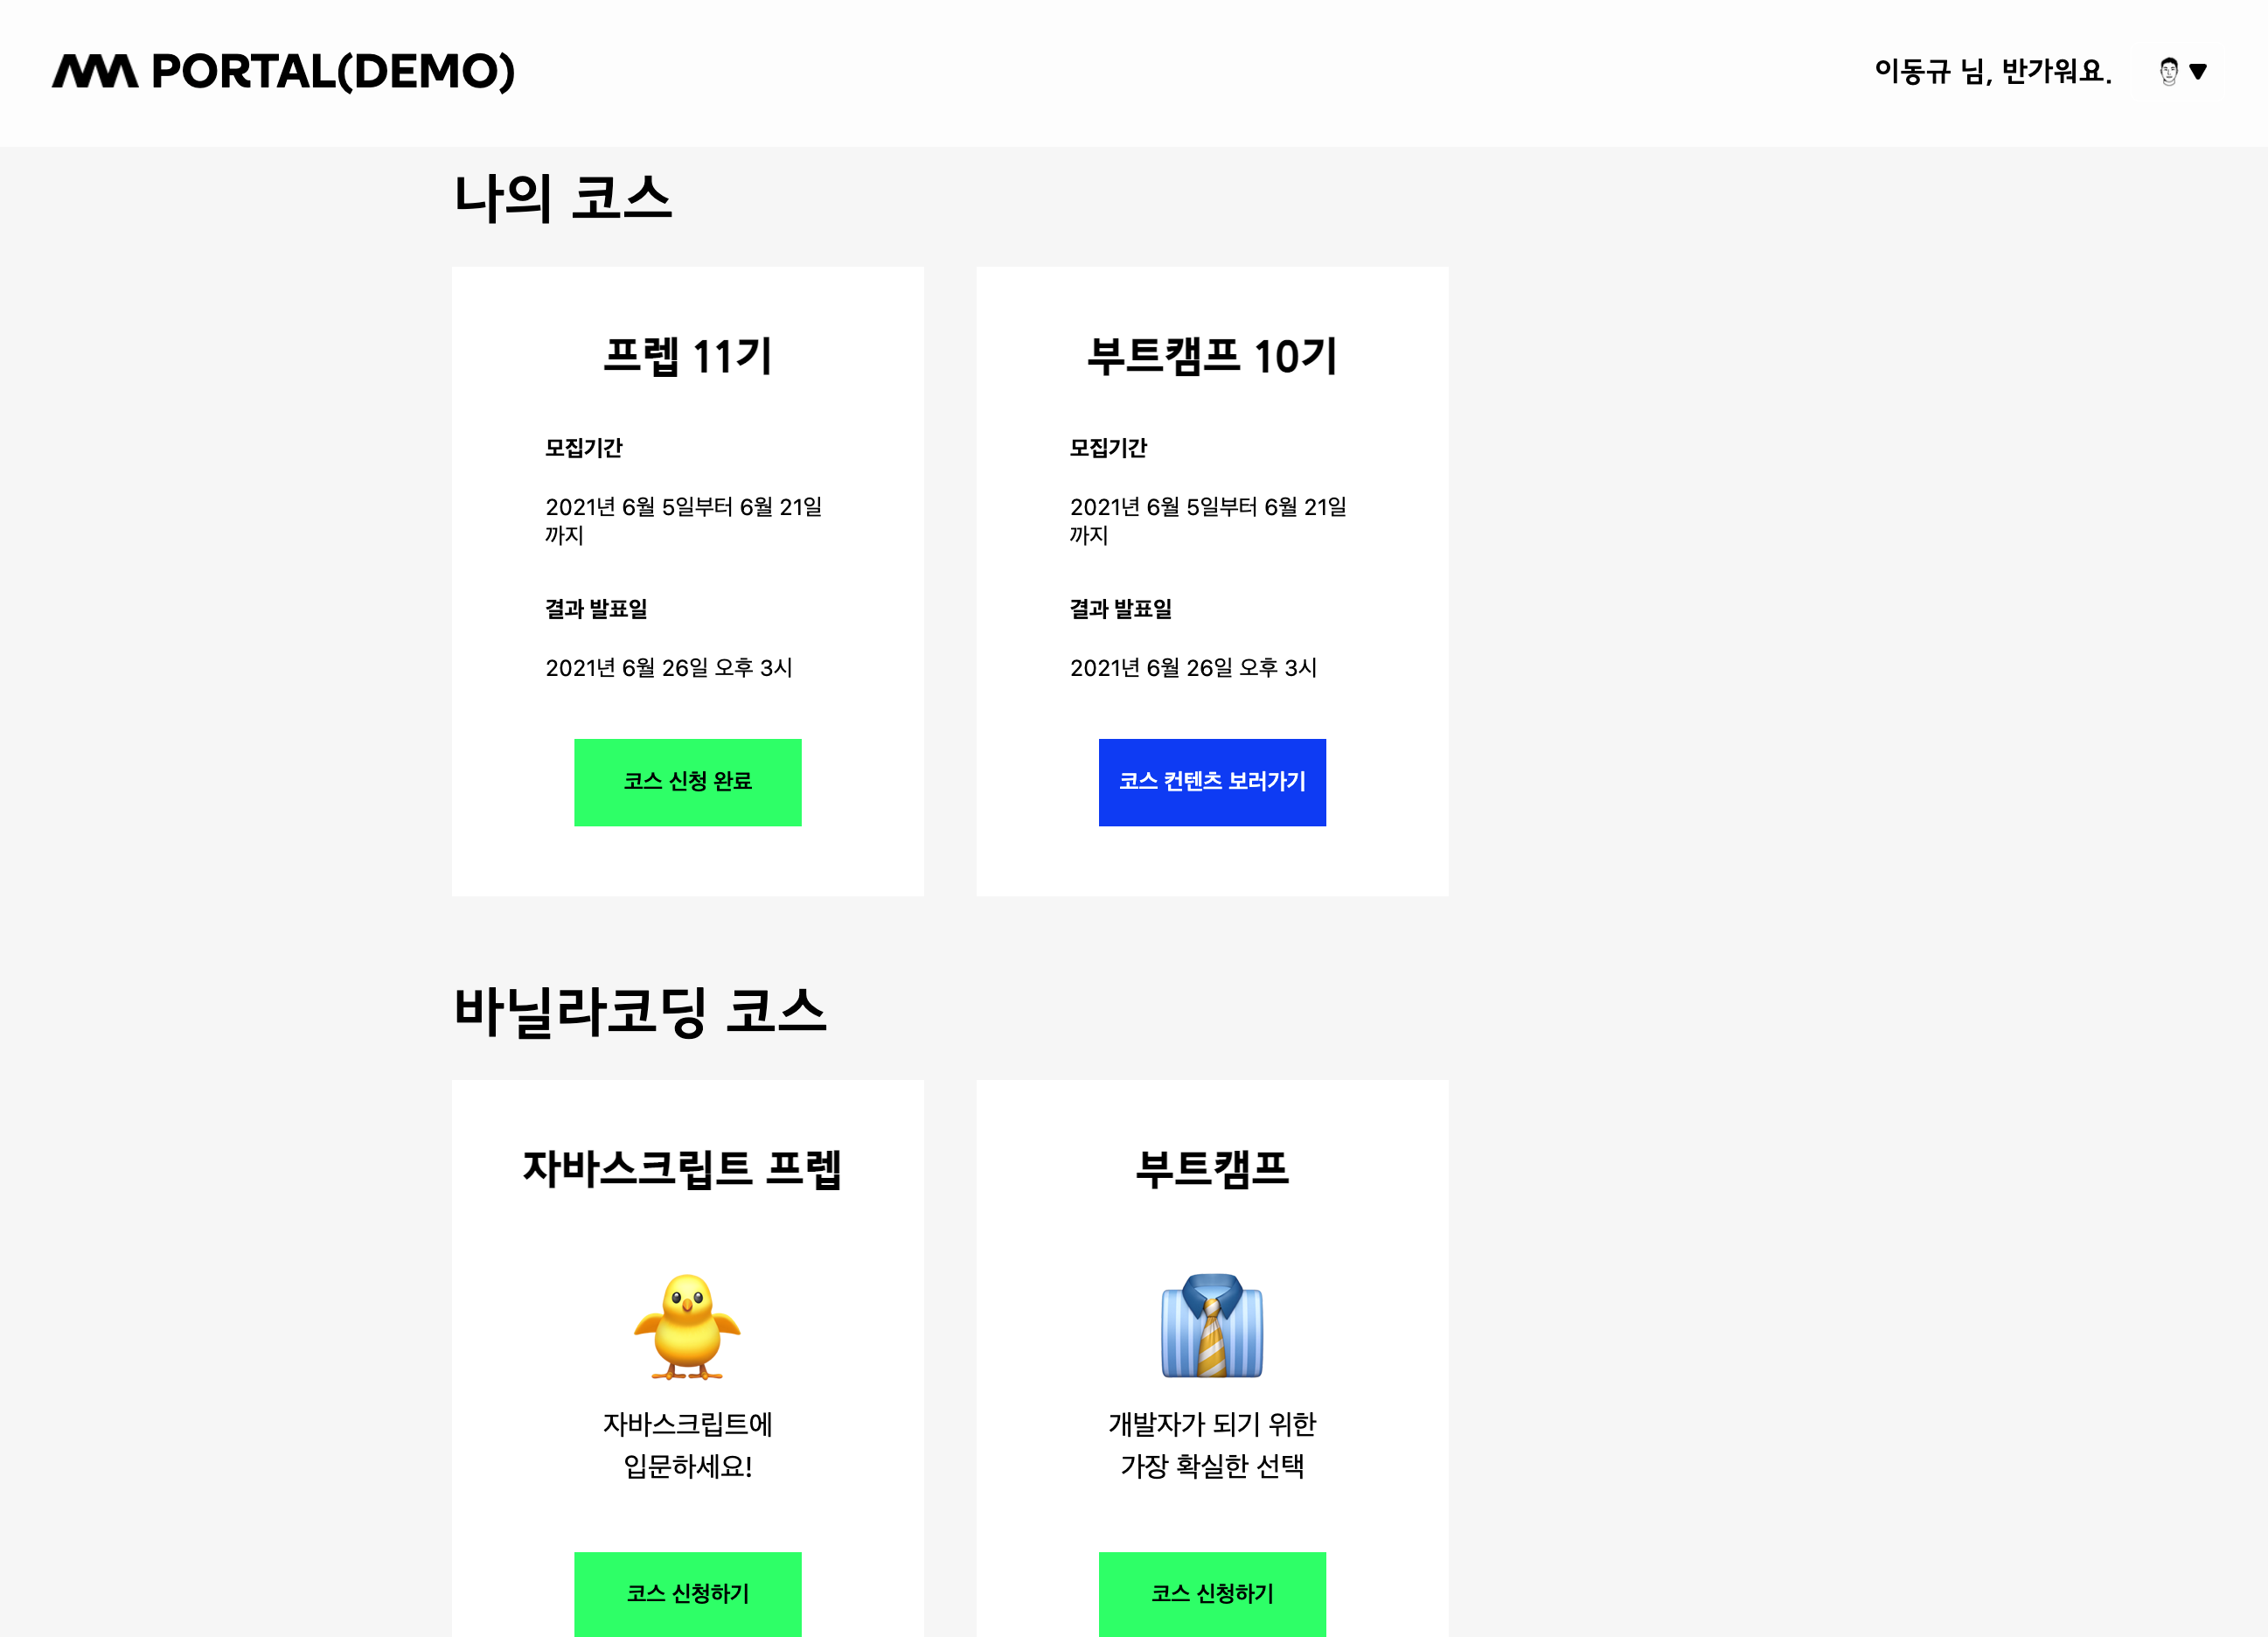 PORTAL(DEMO)
이동규 님, 반가워요.
나의 코스
프렙 11기
모집기간
2021년 6월 5일부터 6월 21일
까지
결과 발표일
2021년 6월 26일 오후 3시
코스 신청 완료
부트캠프 10기
모집기간
2021년 6월 5일부터 6월 21일
까지
결과 발표일
2021년 6월 26일 오후 3시
코스 컨텐츠 보러가기
바닐라코딩 코스
자바스크립트 프렙
자바스크립트에
입문하세요!
코스 신청하기
부트캠프
개발자가 되기 위한
가장 확실한 선택
코스 신청하기